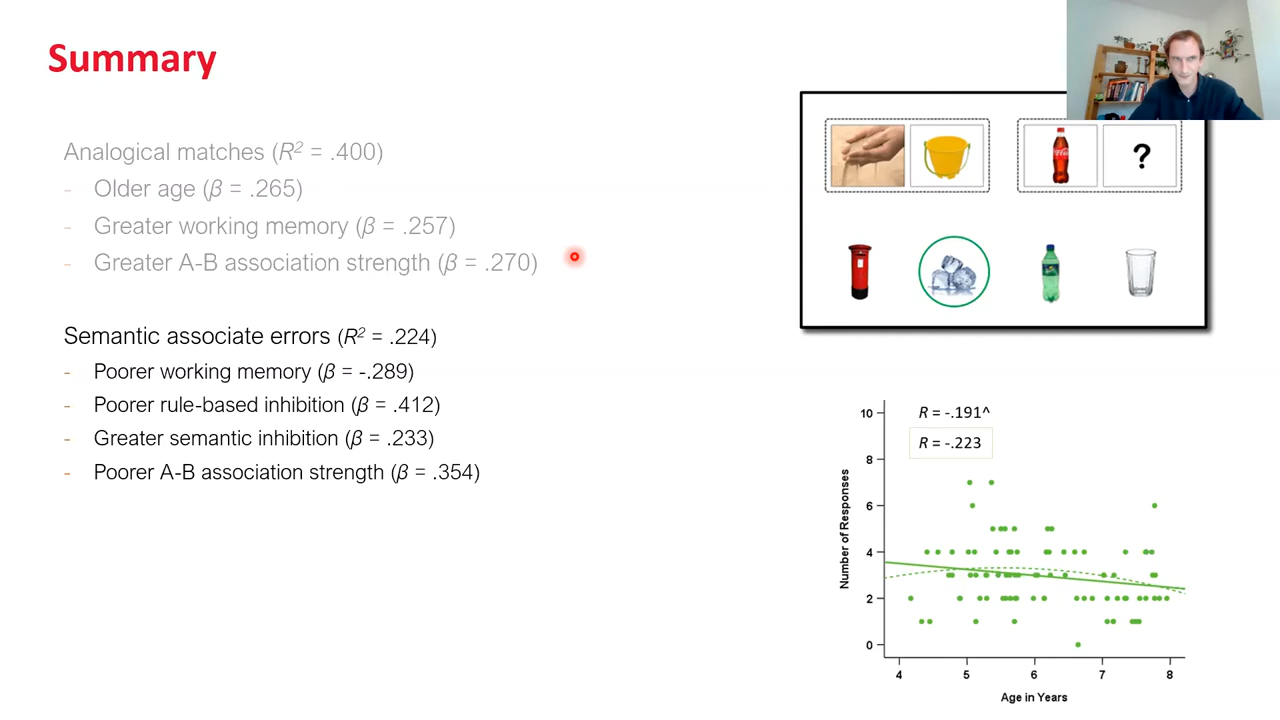 Summary
Analogical matches (R² = .400)
- Older age (β = .265)
- Greater working memory (β = .257)
- Greater A-B association strength (β = .270)
Semantic associate errors (R² = .224)
- Poorer working memory (β = -.289)
- Poorer rule-based inhibition (β = .412)
- Greater semantic inhibition (β = .233)
- Poorer A-B association strength (β = .354)
?
R = -.191^
R = -.223
Number of Responses
10
8
6
4
2
0
4 5 6 7 8
Age in Years